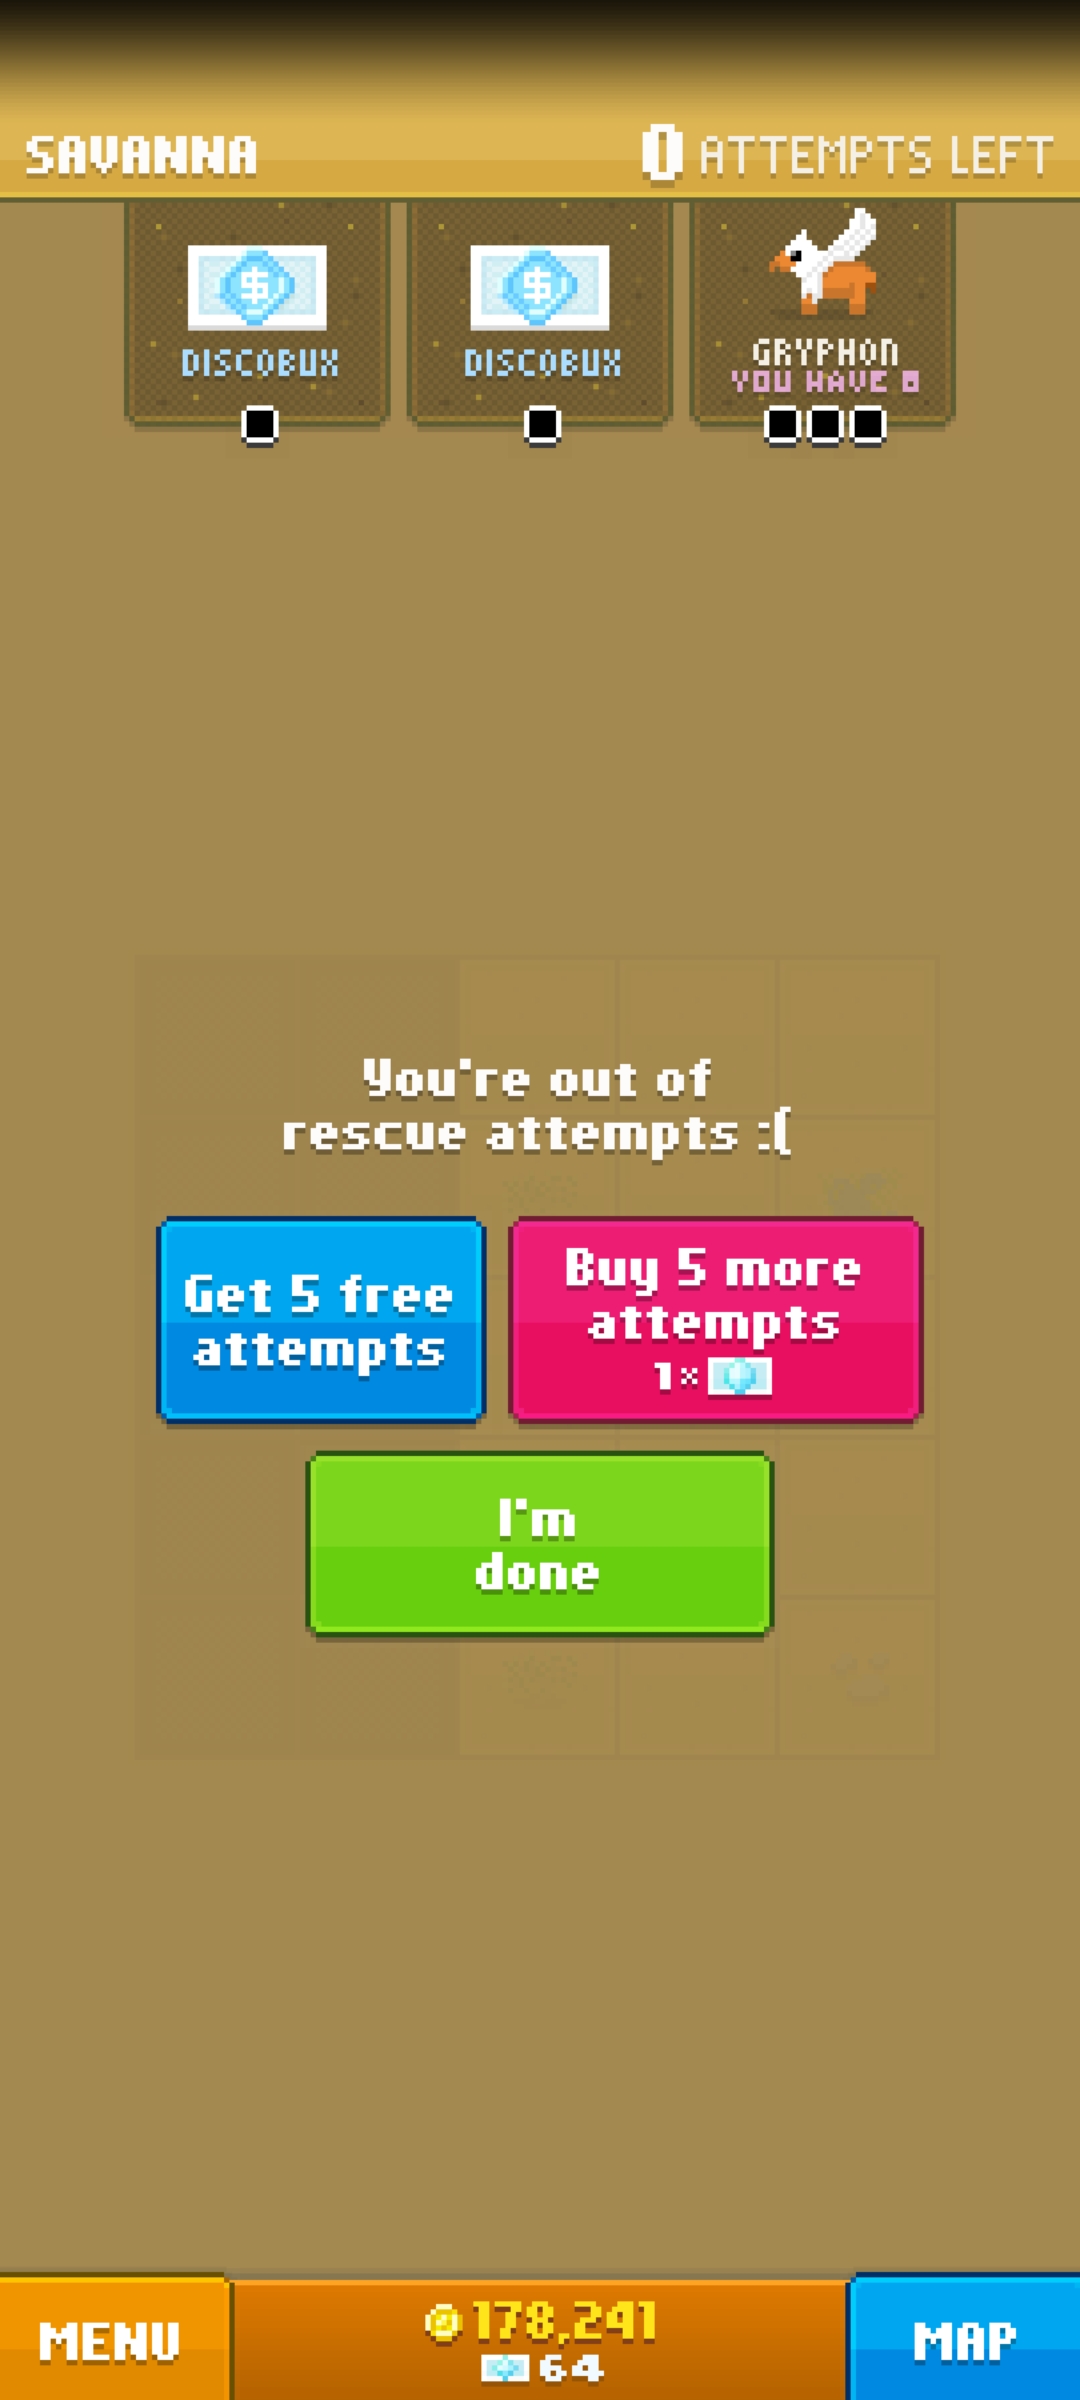 SAVANNA
0 ATTEMPTS LEFT
$
DISCOBUX
$
DISCOBUX
GRYPHON
YOU HAVE 0
You're out of
rescue attempts :(
Get 5 free
attempts
Buy 5 more
attempts
1×
I'm
done
MENU
178,241
64
MAP